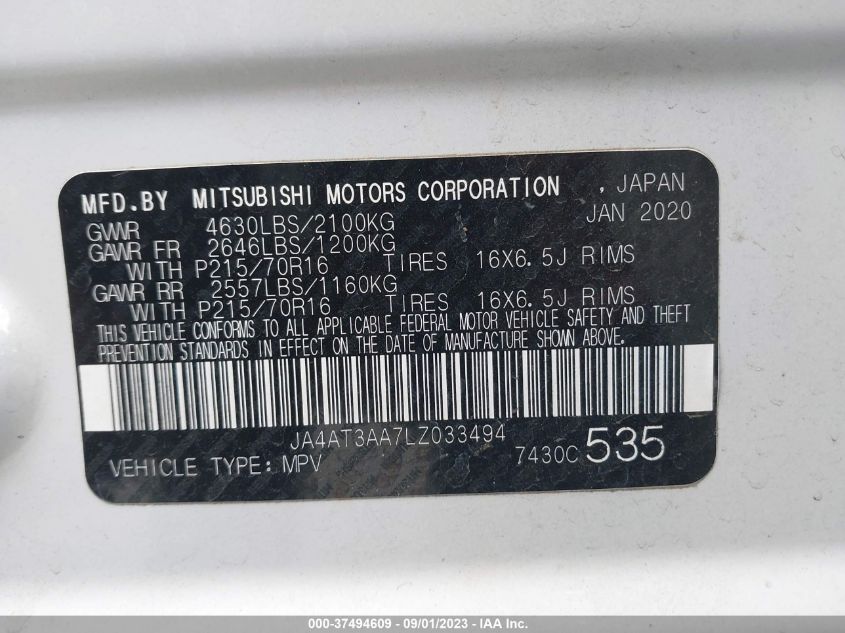 MFD.BY MITSUBISHI MOTORS CORPORATION , JAPAN
GVWR 4630LBS/2100KG JAN 2020
GAWR FR 2646LBS/1200KG
WITH P215/70R16 TIRES 16X6.5J RIMS
GAWR RR 2557LBS/1160KG
WITH P215/70R16 TIRES 16X6.5J RIMS
THIS VEHICLE CONFORMS TO ALL APPLICABLE FEDERAL MOTOR VEHICLE SAFETY AND THEFT
PREVENTION STANDARDS IN EFFECT ON THE DATE OF MANUFACTURE SHOWN ABOVE.
JA4AT3AA7LZ033494
VEHICLE TYPE: MPV 7430C 535
000-37494609 - 09/01/2023 - IAA Inc.